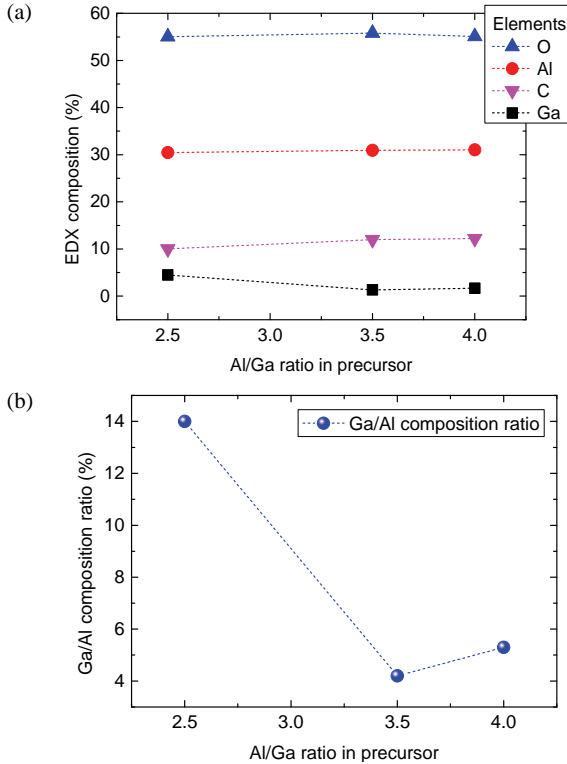 (a)
Elements
O
Al
C
Ga
60
50
40
30
20
10
0
EDX composition (%)
2.5
3.0
3.5
4.0
Al/Ga ratio in precursor
(b)
Ga/Al composition ratio
14
12
10
8
6
4
Ga/Al composition ratio (%)
2.5
3.0
3.5
4.0
Al/Ga ratio in precursor